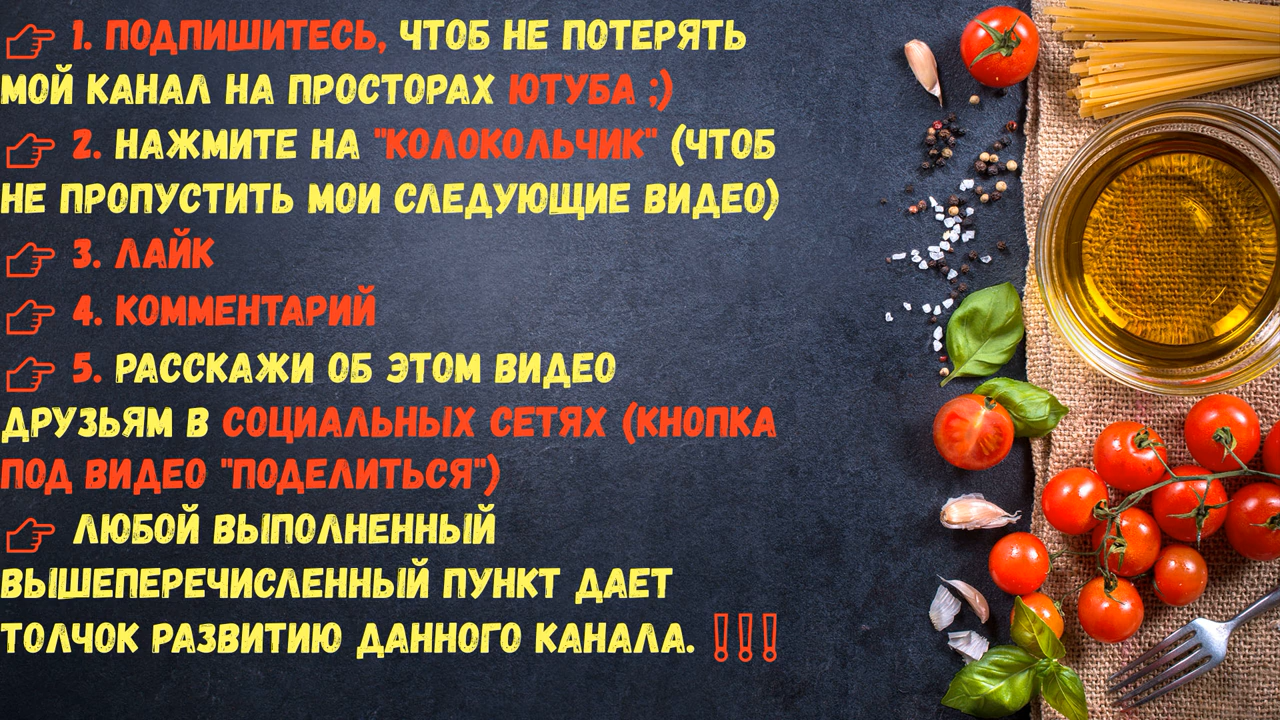 👉 1. ПОДПИШИТЕСЬ, ЧТОБ НЕ ПОТЕРЯТЬ
МОЙ КАНАЛ НА ПРОСТОРАХ ЮТУБА ;)
👉 2. НАЖМИТЕ НА "КОЛОКОЛЬЧИК" (ЧТОБ
НЕ ПРОПУСТИТЬ МОИ СЛЕДУЮЩИЕ ВИДЕО)
👉 3. ЛАЙК
👉 4. КОММЕНТАРИЙ
👉 5. РАССКАЖИ ОБ ЭТОМ ВИДЕО
ДРУЗЬЯМ В СОЦИАЛЬНЫХ СЕТЯХ (КНОПКА
ПОД ВИДЕО "ПОДЕЛИТЬСЯ")
👉 ЛЮБОЙ ВЫПОЛНЕННЫЙ
ВЫШЕПЕРЕЧИСЛЕННЫЙ ПУНКТ ДАЕТ
ТОЛЧОК РАЗВИТИЮ ДАННОГО КАНАЛА. !!!